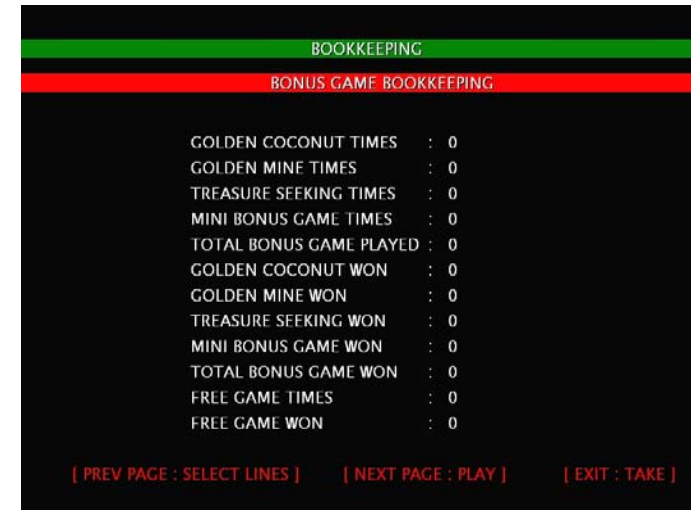 BOOKKEEPING
BONUS GAME BOOKKEEPING
GOLDEN COCONUT TIMES : 0
GOLDEN MINE TIMES : 0
TREASURE SEEKING TIMES : 0
MINI BONUS GAME TIMES : 0
TOTAL BONUS GAME PLAYED : 0
GOLDEN COCONUT WON : 0
GOLDEN MINE WON : 0
TREASURE SEEKING WON : 0
MINI BONUS GAME WON : 0
TOTAL BONUS GAME WON : 0
FREE GAME TIMES : 0
FREE GAME WON : 0
[ PREV PAGE : SELECT LINES ] [ NEXT PAGE : PLAY ] [ EXIT : TAKE ]